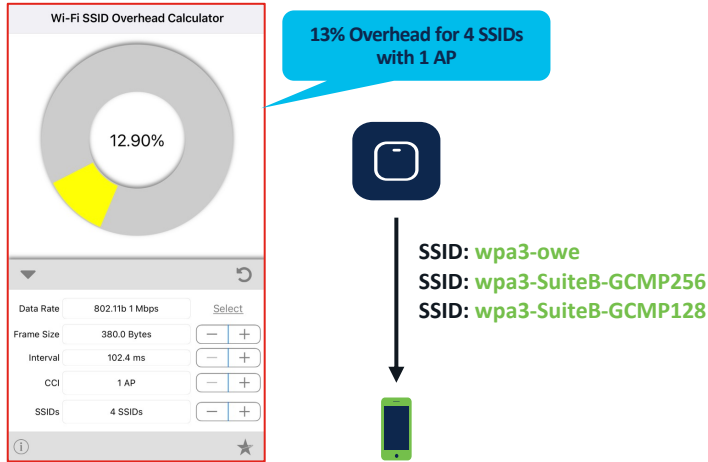 Wi-Fi SSID Overhead Calculator
12.90%
Data Rate 802.11b 1 Mbps Select
Frame Size 380.0 Bytes − +
Interval 102.4 ms − +
CCI 1 AP − +
SSIDs 4 SSIDs − +
13% Overhead for 4 SSIDs
with 1 AP
SSID: wpa3-owe
SSID: wpa3-SuiteB-GCMP256
SSID: wpa3-SuiteB-GCMP128